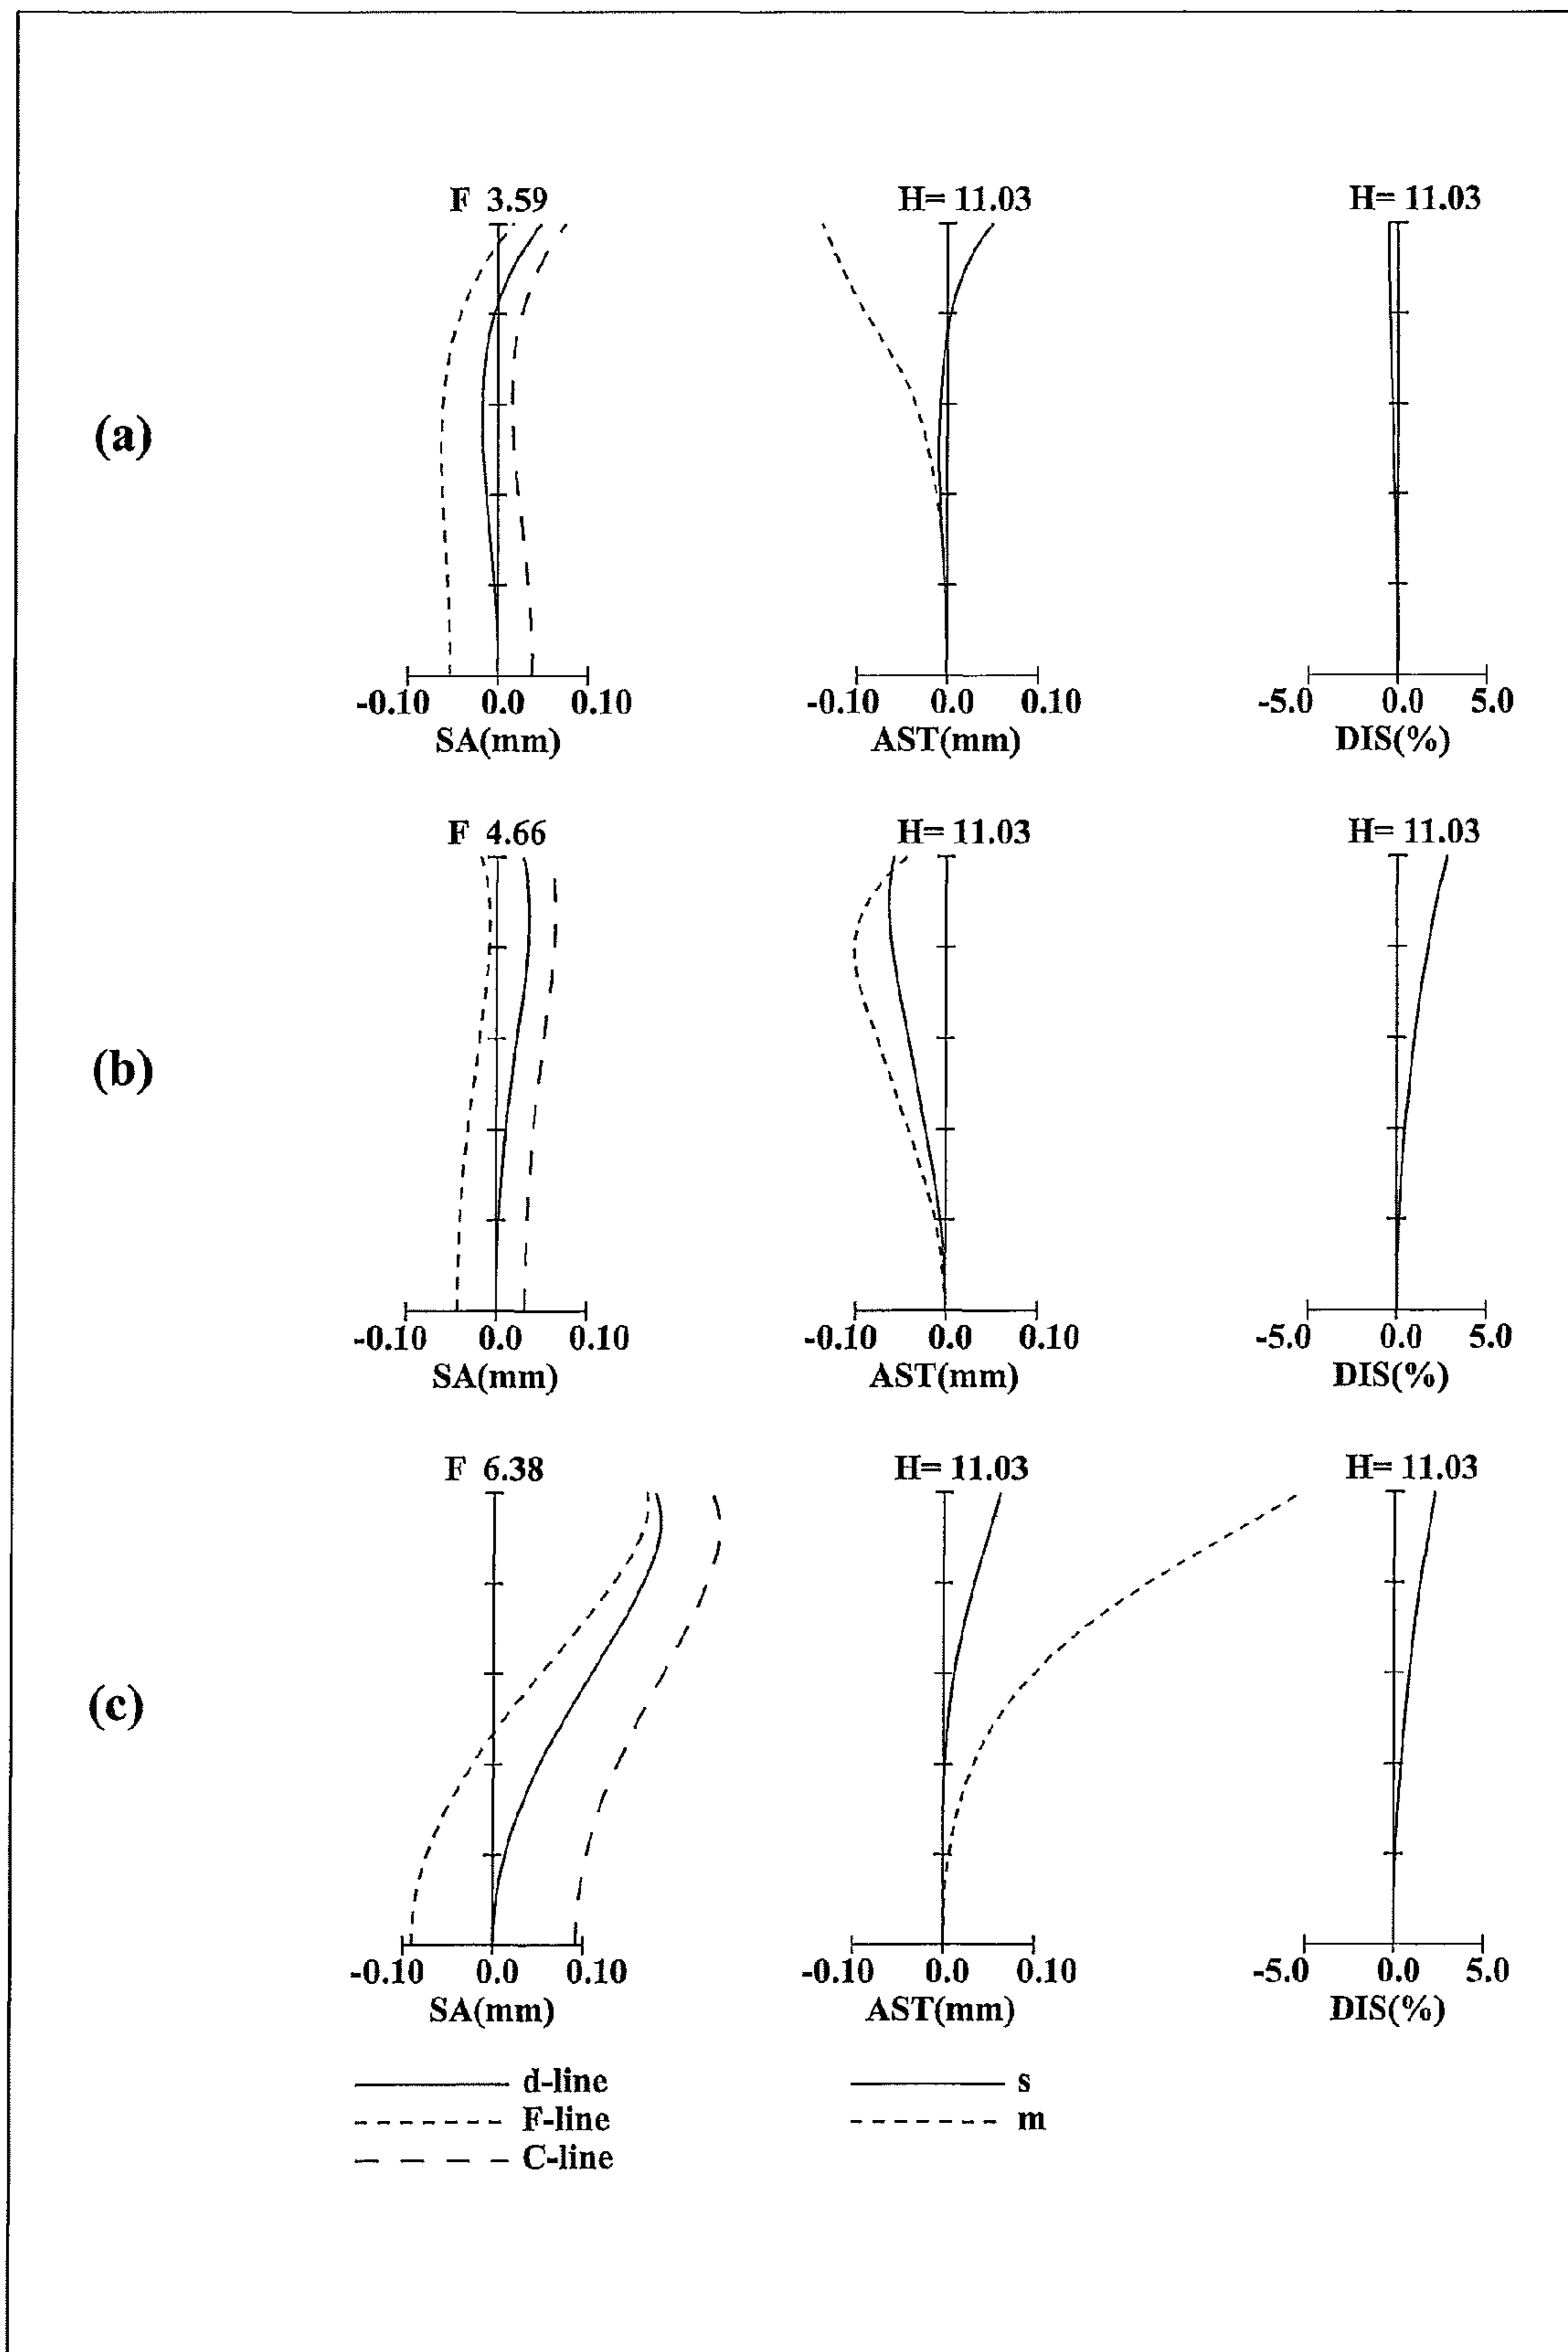 F 3.59 H= 11.03 H= 11.03
(a)
-0.10 0.0 0.10 -0.10 0.0 0.10 -5.0 0.0 5.0
SA(mm) AST(mm) DIS(%)
F 4.66 H= 11.03 H= 11.03
(b)
-0.10 0.0 0.10 -0.10 0.0 0.10 -5.0 0.0 5.0
SA(mm) AST(mm) DIS(%)
F 6.38 H= 11.03 H= 11.03
(c)
-0.10 0.0 0.10 -0.10 0.0 0.10 -5.0 0.0 5.0
SA(mm) AST(mm) DIS(%)
d-line s
F-line m
C-line